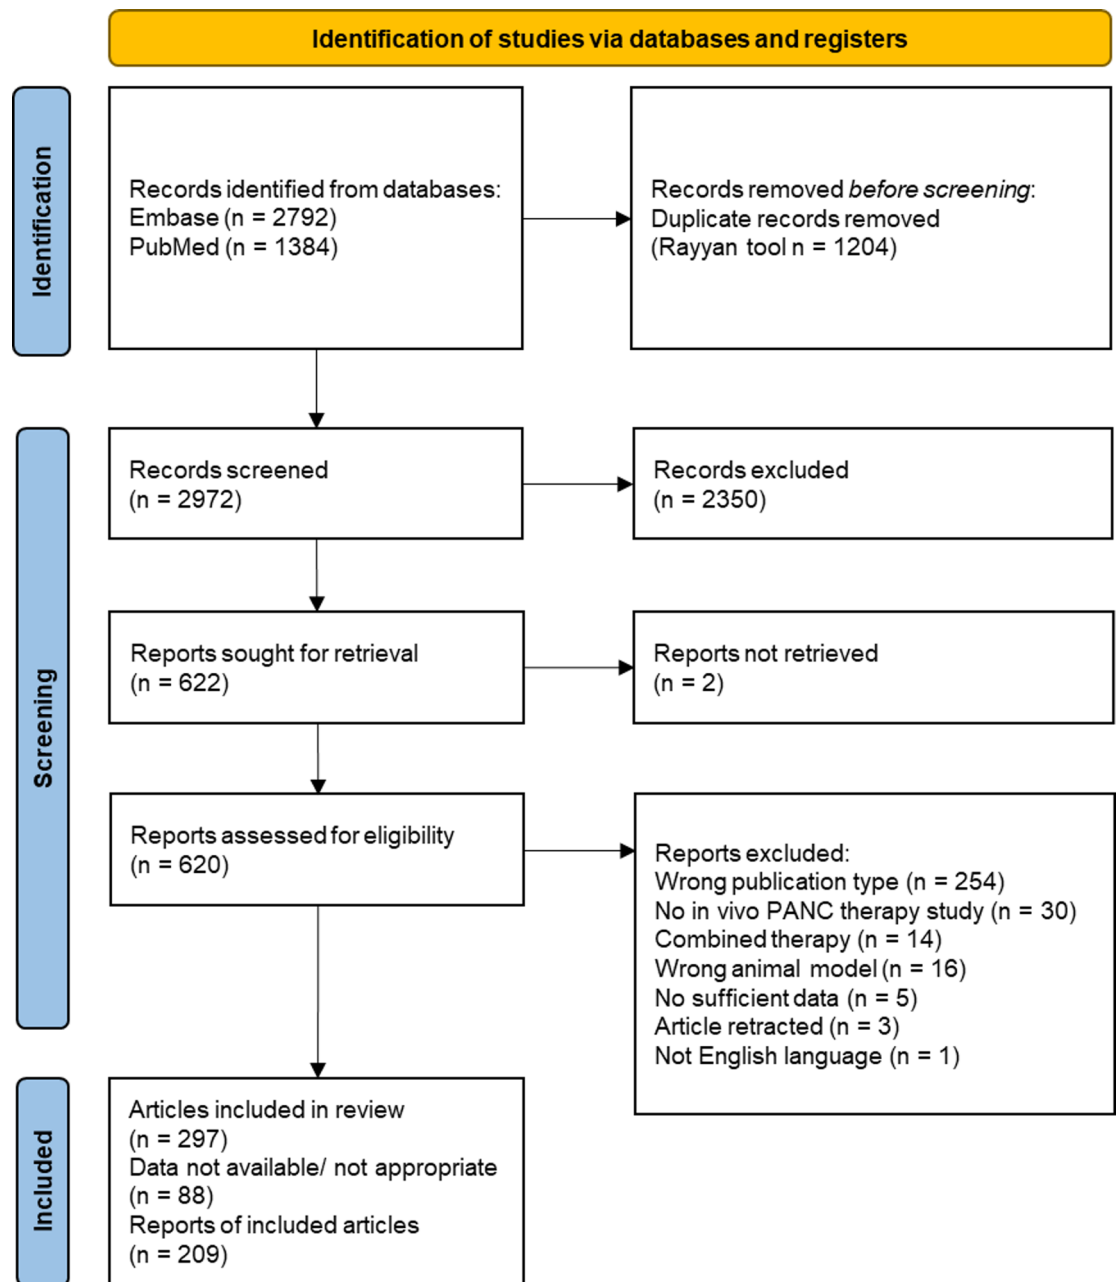 Identification of studies via databases and registers
Identification
Records identified from databases:
Embase (n = 2792)
PubMed (n = 1384)
Records removed before screening:
Duplicate records removed
(Rayyan tool n = 1204)
Screening
Records screened
(n = 2972)
Records excluded
(n = 2350)
Reports sought for retrieval
(n = 622)
Reports not retrieved
(n = 2)
Reports assessed for eligibility
(n = 620)
Reports excluded:
Wrong publication type (n = 254)
No in vivo PANC therapy study (n = 30)
Combined therapy (n = 14)
Wrong animal model (n = 16)
No sufficient data (n = 5)
Article retracted (n = 3)
Not English language (n = 1)
Included
Articles included in review
(n = 297)
Data not available/ not appropriate
(n = 88)
Reports of included articles
(n = 209)